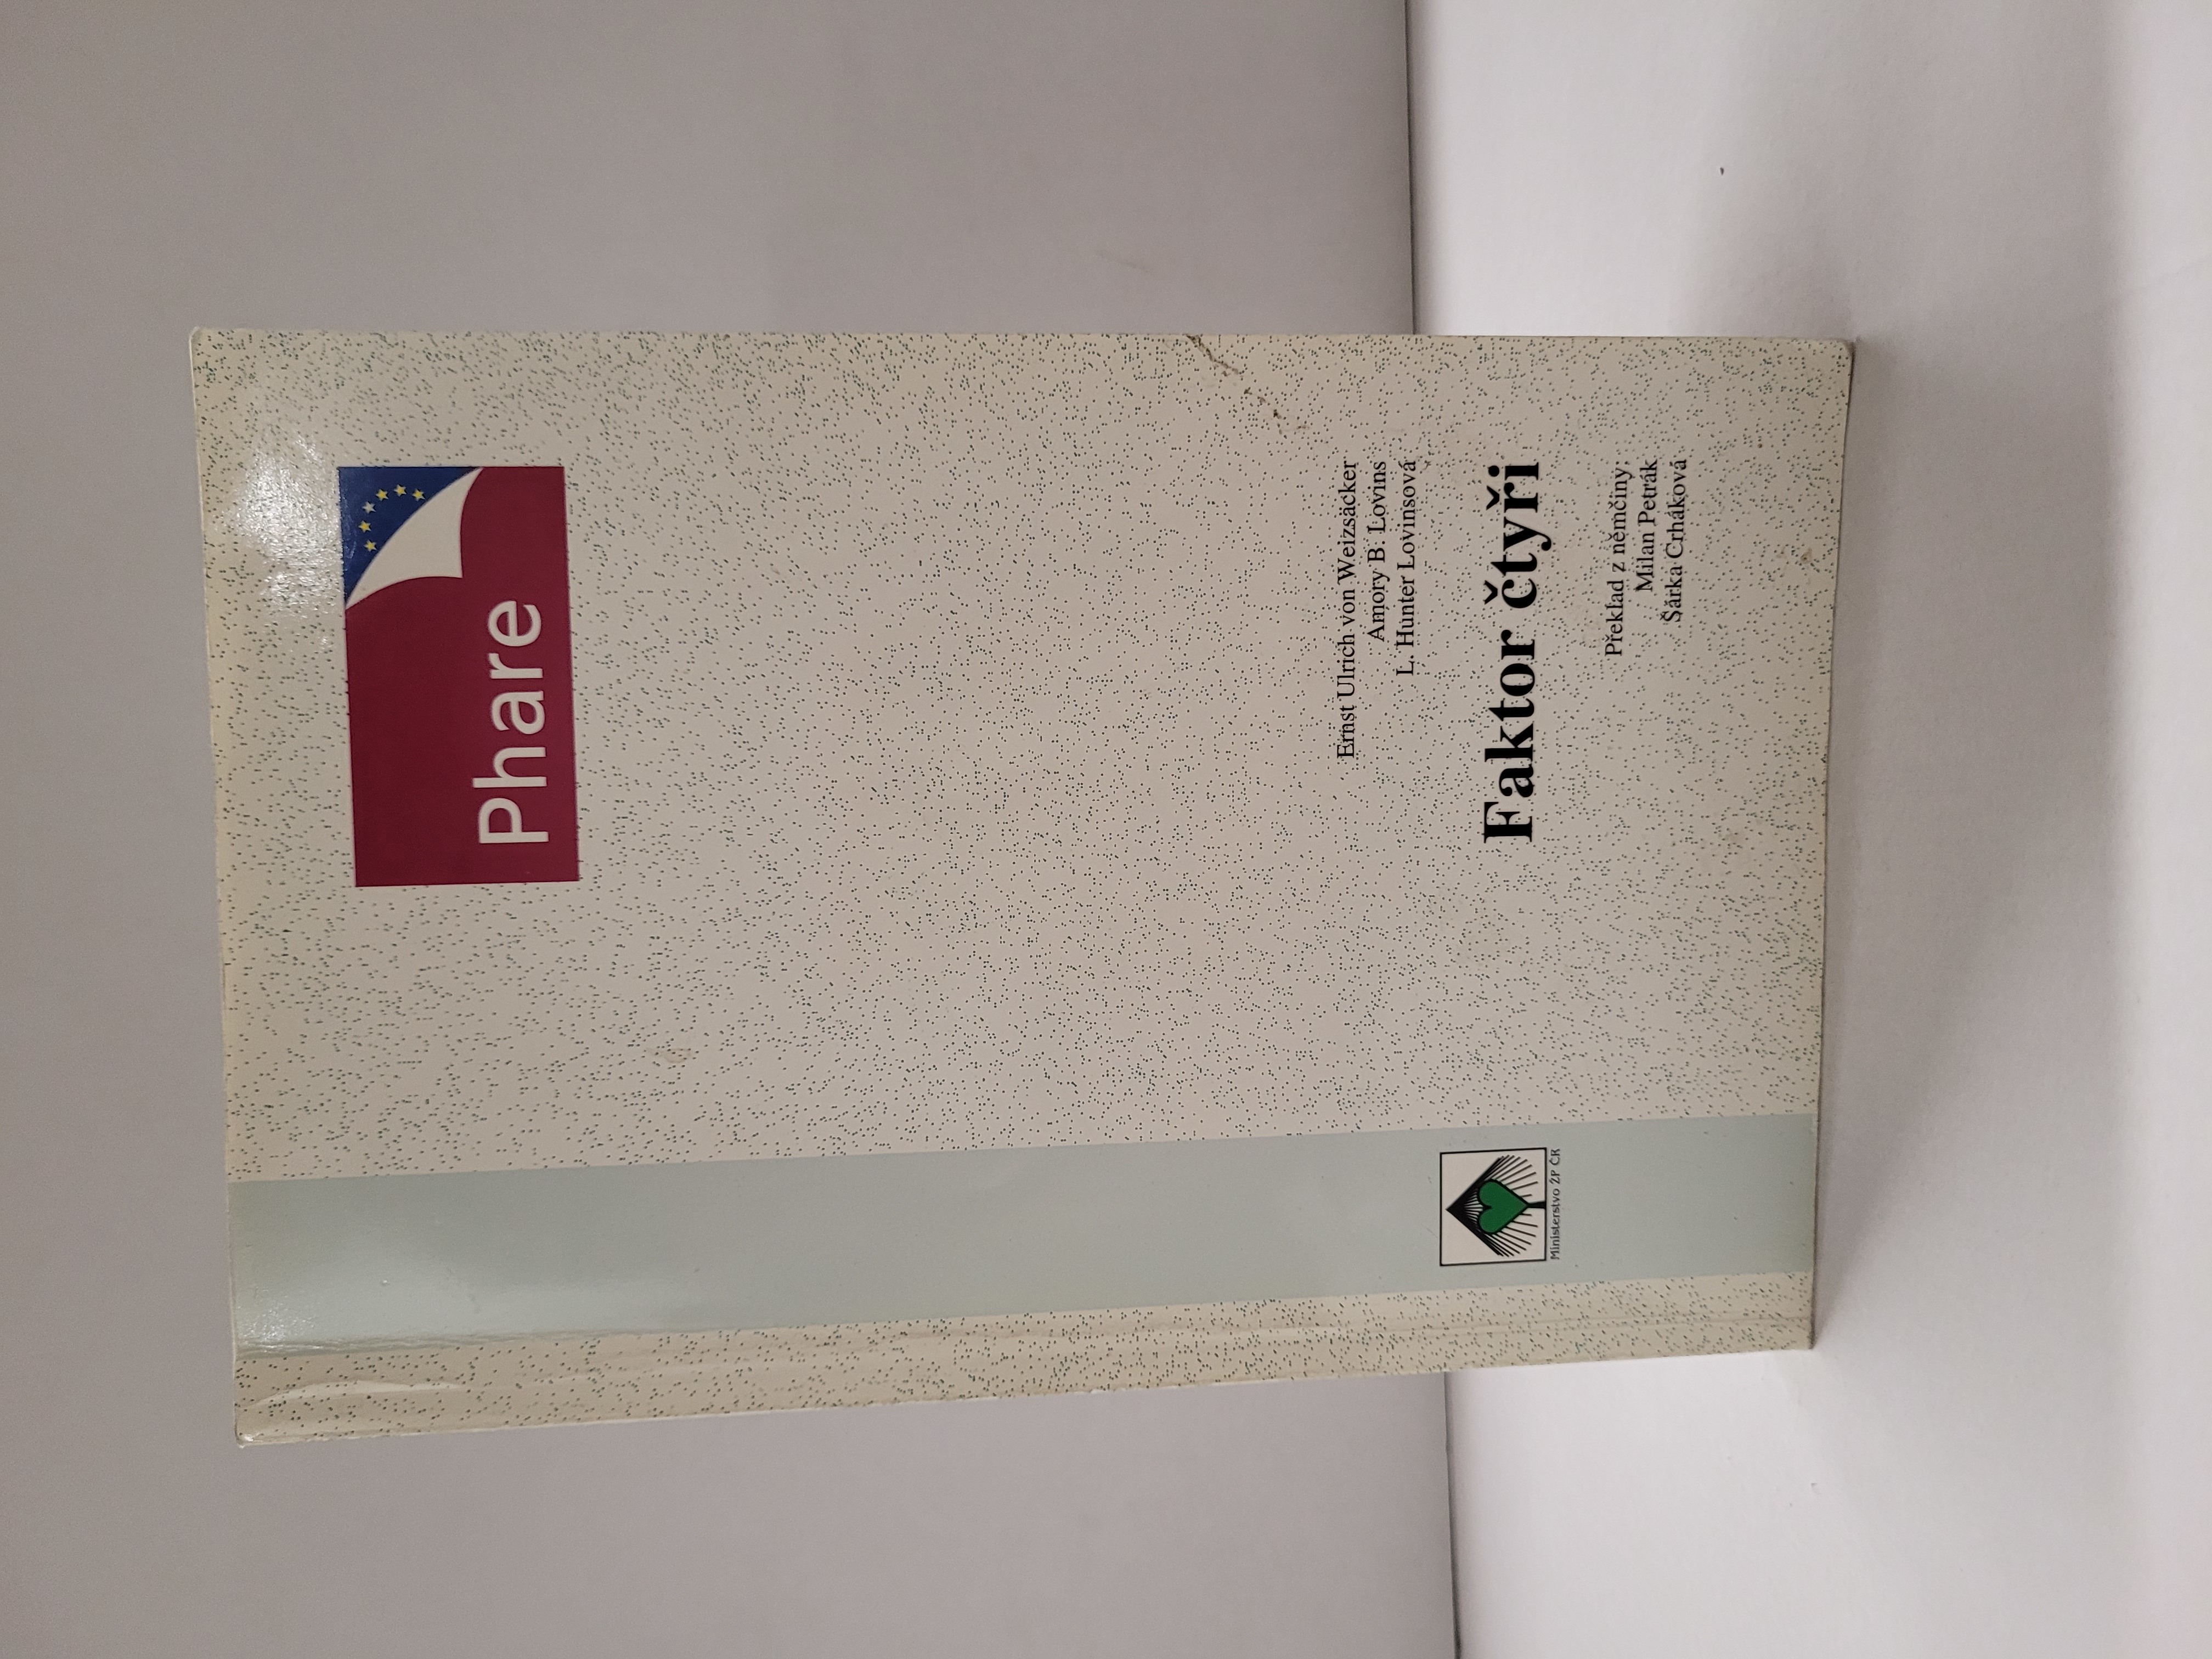 Phare
Ernst Ulrich von Weizsäcker
Amory B. Lovins
L. Hunter Lovinsová
Faktor čtyři
Překlad z němčiny:
Milan Petrák
Šárka Crháková
Ministerstvo ŽP ČR